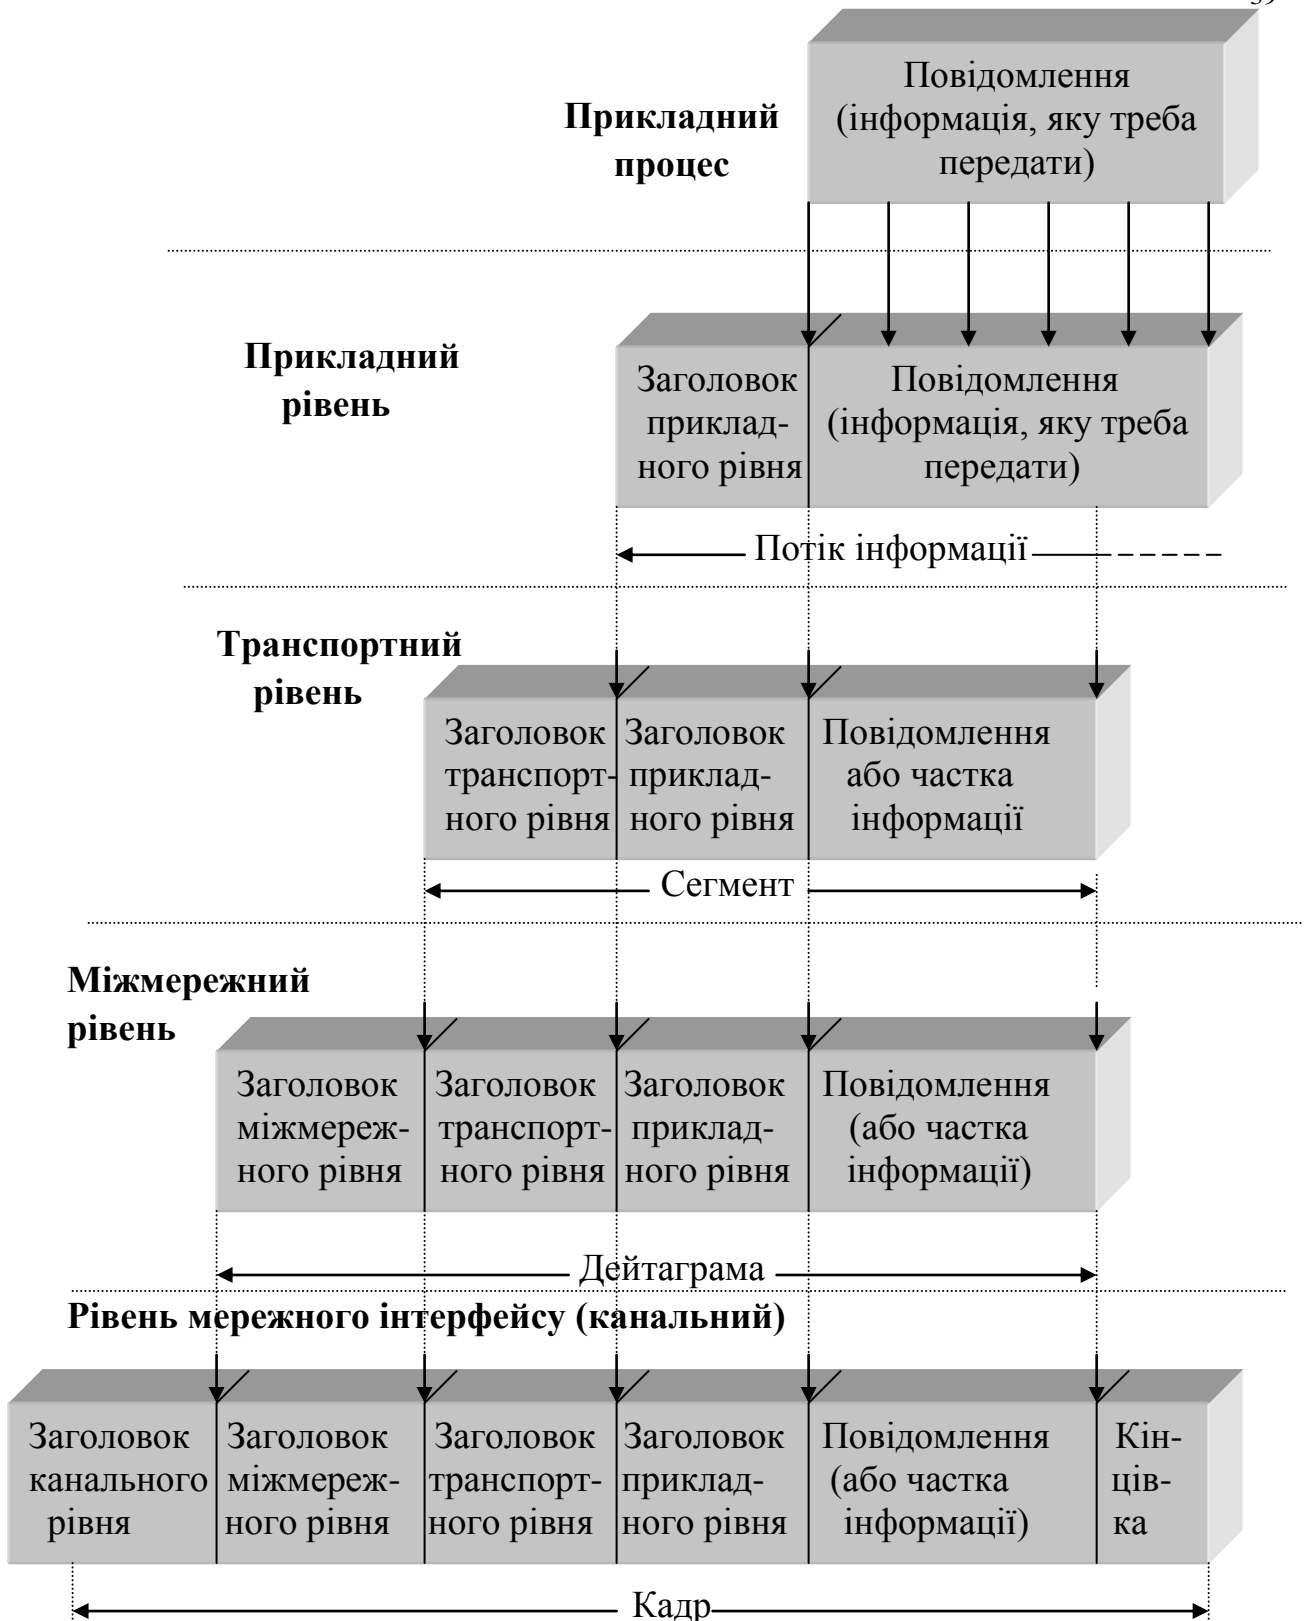 Прикладний
процес
Повідомлення
(інформація, яку треба
передати)
Прикладний
рівень
Заголовок
приклад-
ного рівня
Повідомлення
(інформація, яку треба
передати)
Потік інформації
Транспортний
рівень
Заголовок
транспорт-
ного рівня
Заголовок
приклад-
ного рівня
Повідомлення
або частка
інформації
Сегмент
Міжмережний
рівень
Заголовок
міжмереж-
ного рівня
Заголовок
транспорт-
ного рівня
Заголовок
приклад-
ного рівня
Повідомлення
(або частка
інформації)
Дейтаграма
Рівень мережного інтерфейсу (канальний)
Заголовок
канального
рівня
Заголовок
міжмереж-
ного рівня
Заголовок
транспорт-
ного рівня
Заголовок
приклад-
ного рівня
Повідомлення
(або частка
інформації)
Кін-
ців-
ка
Кадр